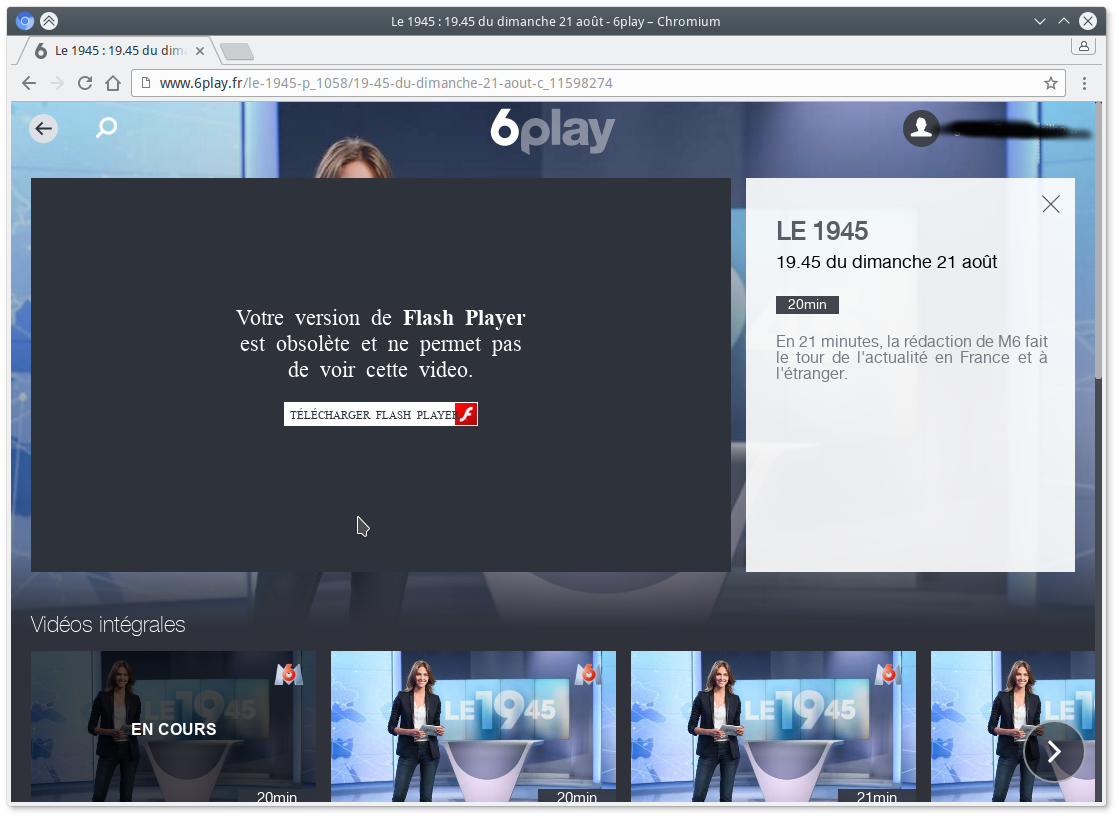 Le 1945 : 19.45 du dimanche 21 août - 6play – Chromium
Le 1945 : 19.45 du dim
www.6play.fr/le-1945-p_1058/19-45-du-dimanche-21-aout-c_11598274
6play
Votre version de Flash Player
est obsolète et ne permet pas
de voir cette video.
TÉLÉCHARGER FLASH PLAYER
LE 1945
19.45 du dimanche 21 août
20min
En 21 minutes, la rédaction de M6 fait
le tour de l'actualité en France et à
l'étranger.
Vidéos intégrales
M6
LE 1945
EN COURS
20min
M6
LE 1945
20min
M6
LE 1945
21min
LE 19